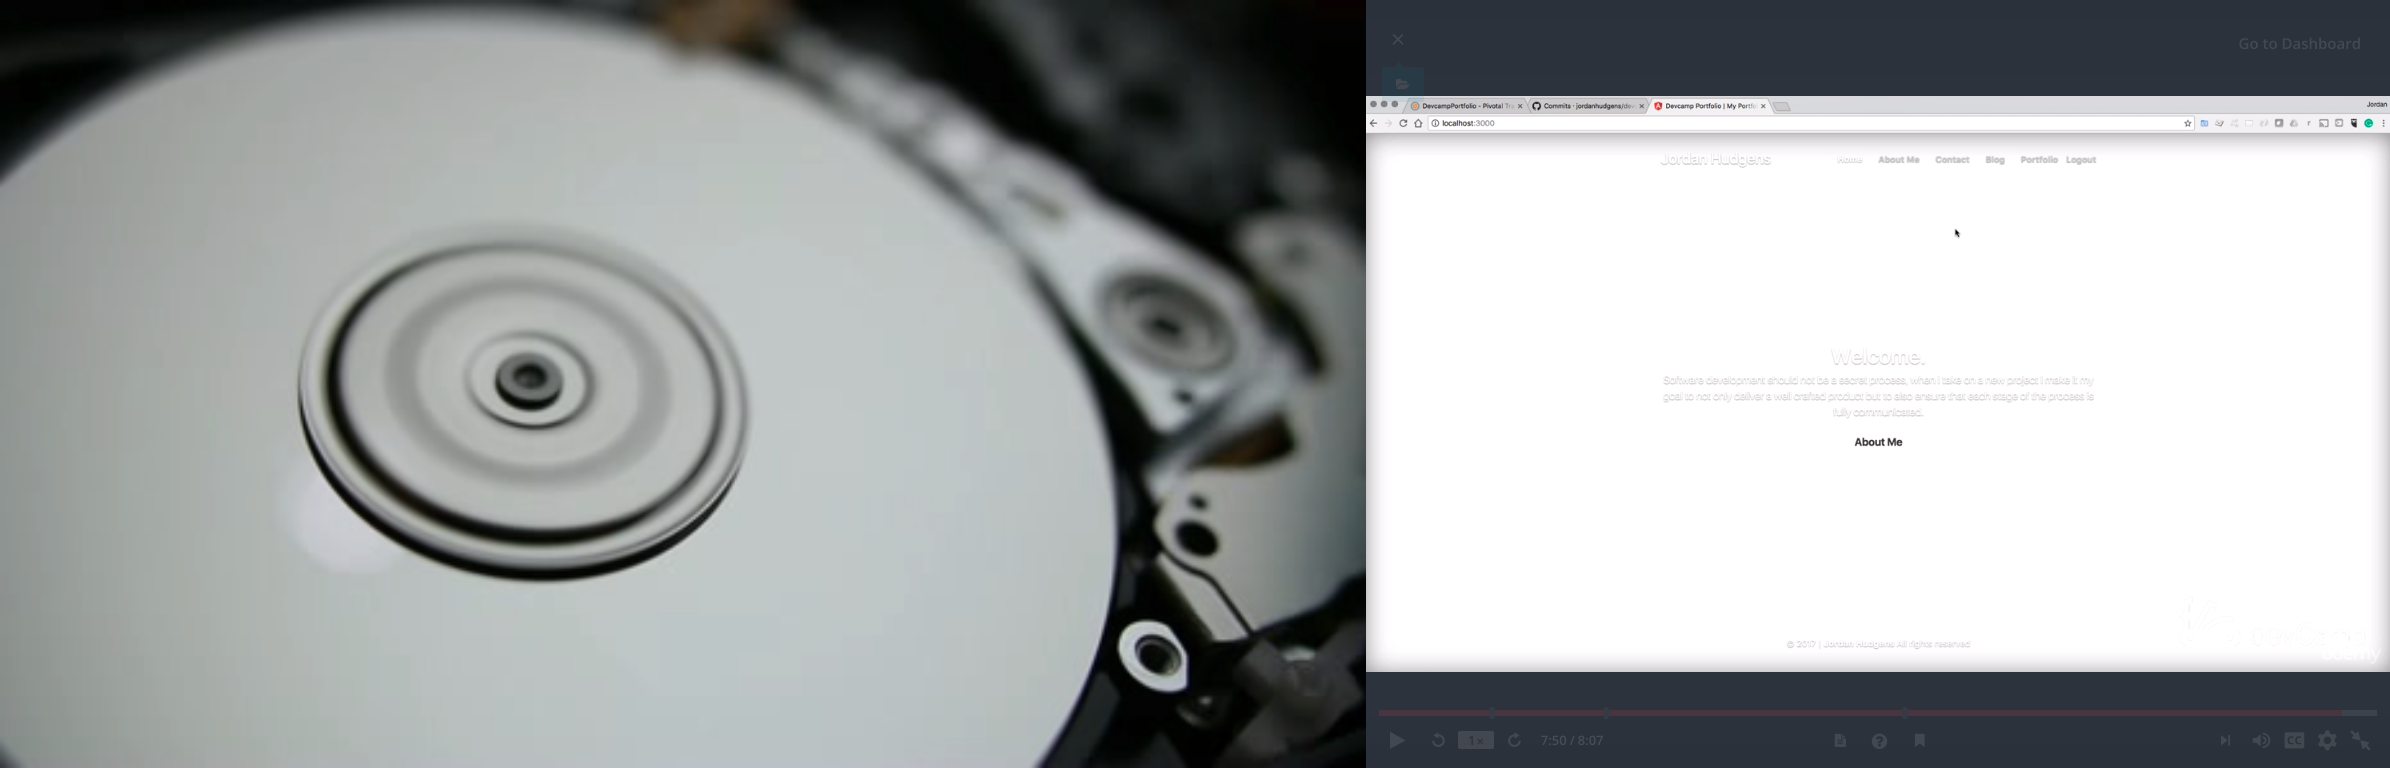 Go to Dashboard
DevcampPortfolio - Pivotal Tr
Commits · jordanhudgens/dev
Devcamp Portfolio | My Portf
Jordan
localhost:3000
Jordan Hudgens
Home
About Me
Contact
Blog
Portfolio
Logout
Welcome.
Software development should not be a secret process, when I take on a new project I make it my
goal to not only deliver a well crafted product but to also ensure that each stage of the process is
fully communicated.
About Me
© 2017 | Jordan Hudgens All rights reserved
1x
7:50 / 8:07
CC